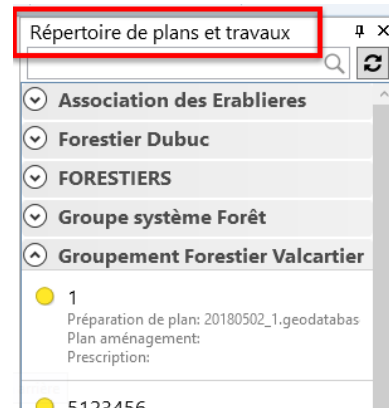 Répertoire de plans et travaux
Association des Erablieres
Forestier Dubuc
FORESTIERS
Groupe système Forêt
Groupement Forestier Valcartier
1
Préparation de plan: 20180502_1.geodatabas
Plan aménagement:
Prescription:
5123456